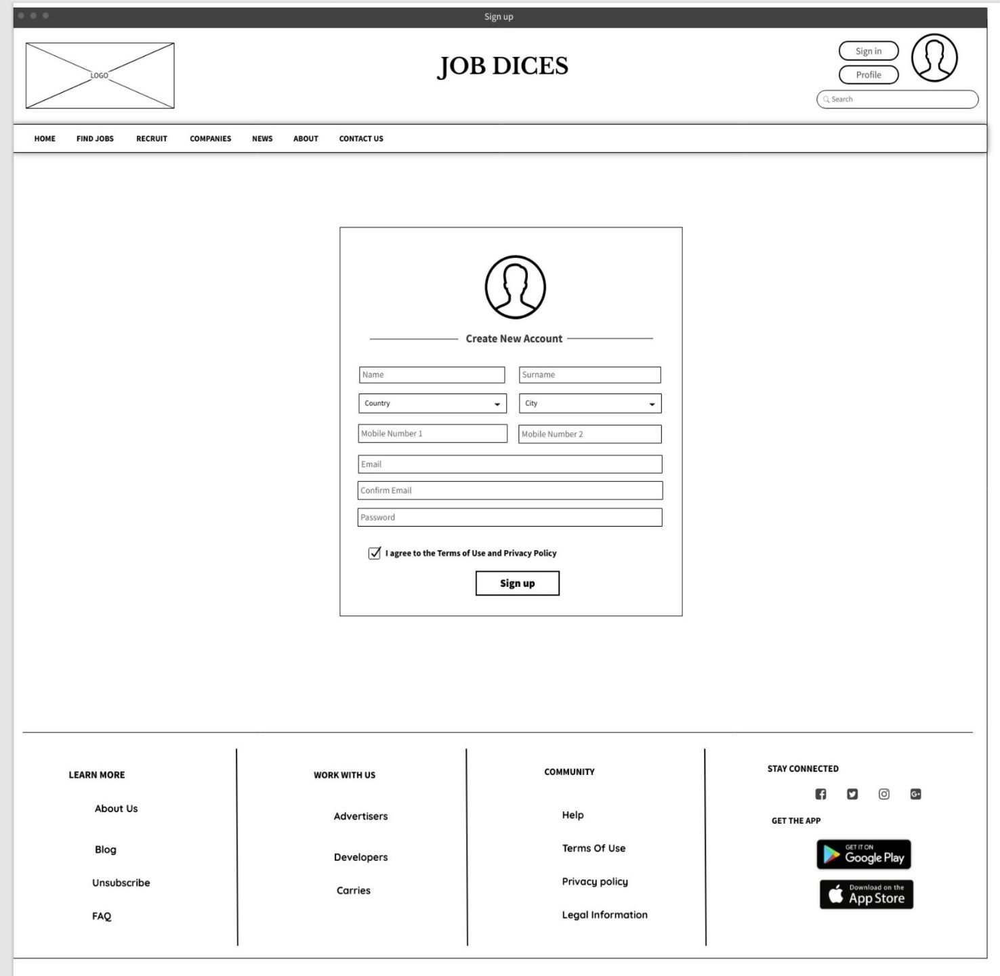 Sign up
LOGO
JOB DICES
Sign in
Profile
Search
HOME FIND JOBS RECRUIT COMPANIES NEWS ABOUT CONTACT US
Create New Account
Name Surname
Country City
Mobile Number 1 Mobile Number 2
Email
Confirm Email
Password
I agree to the Terms of Use and Privacy Policy
Sign up
LEARN MORE
About Us
Blog
Unsubscribe
FAQ
WORK WITH US
Advertisers
Developers
Carries
COMMUNITY
Help
Terms Of Use
Privacy policy
Legal Information
STAY CONNECTED
G+
GET THE APP
GET IT ON
Google Play
Download on the
App Store